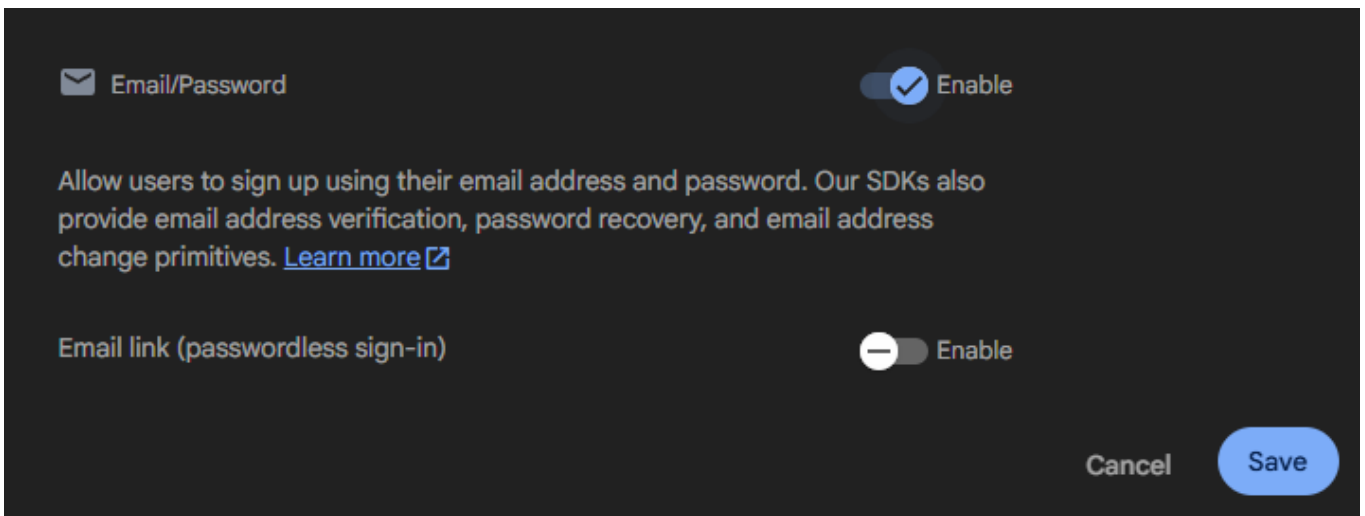 Email/Password
Enable
Allow users to sign up using their email address and password. Our SDKs also
provide email address verification, password recovery, and email address
change primitives. Learn more
Email link (passwordless sign-in)
Enable
Cancel
Save